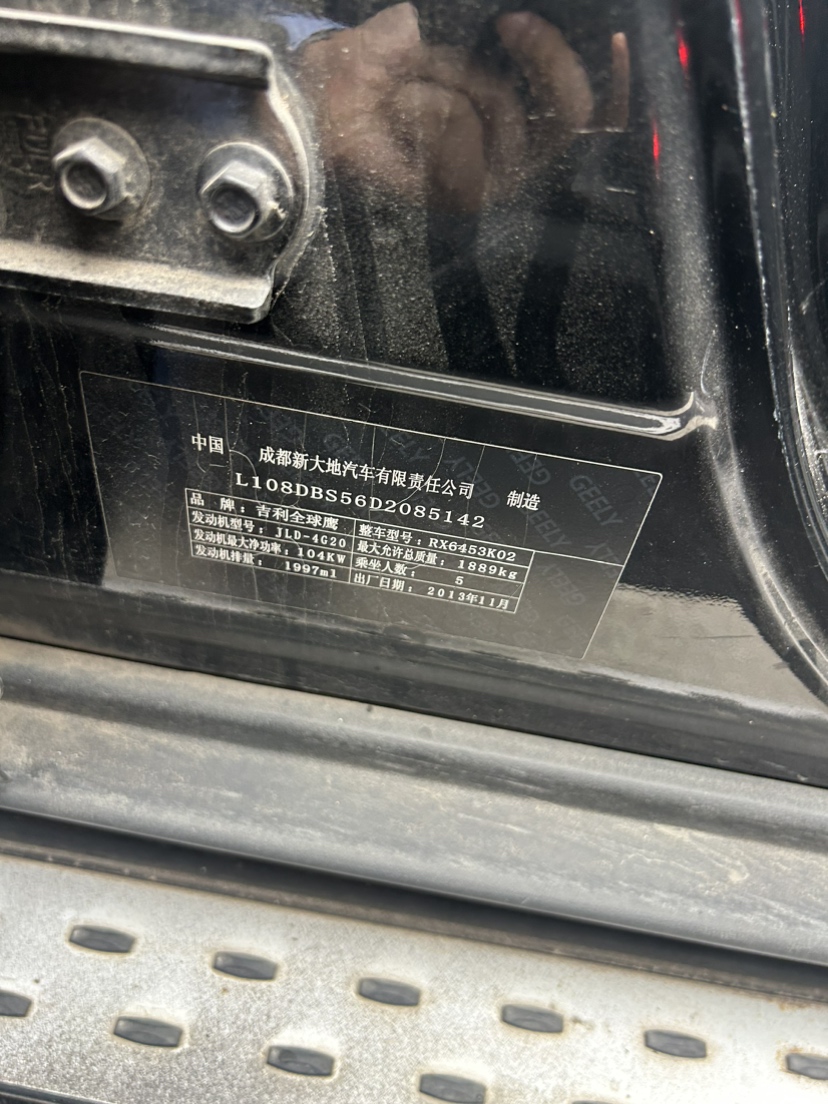 中国 成都新大地汽车有限责任公司 制造
L108DBS56D2085142
品 牌：吉利全球鹰 整车型号：RX6453K02
发动机型号：JLD-4G20 最大允许总质量：1889kg
发动机最大净功率：104KW 乘坐人数：5
发动机排量：1997ml 出厂日期：2013年11月
GEELY